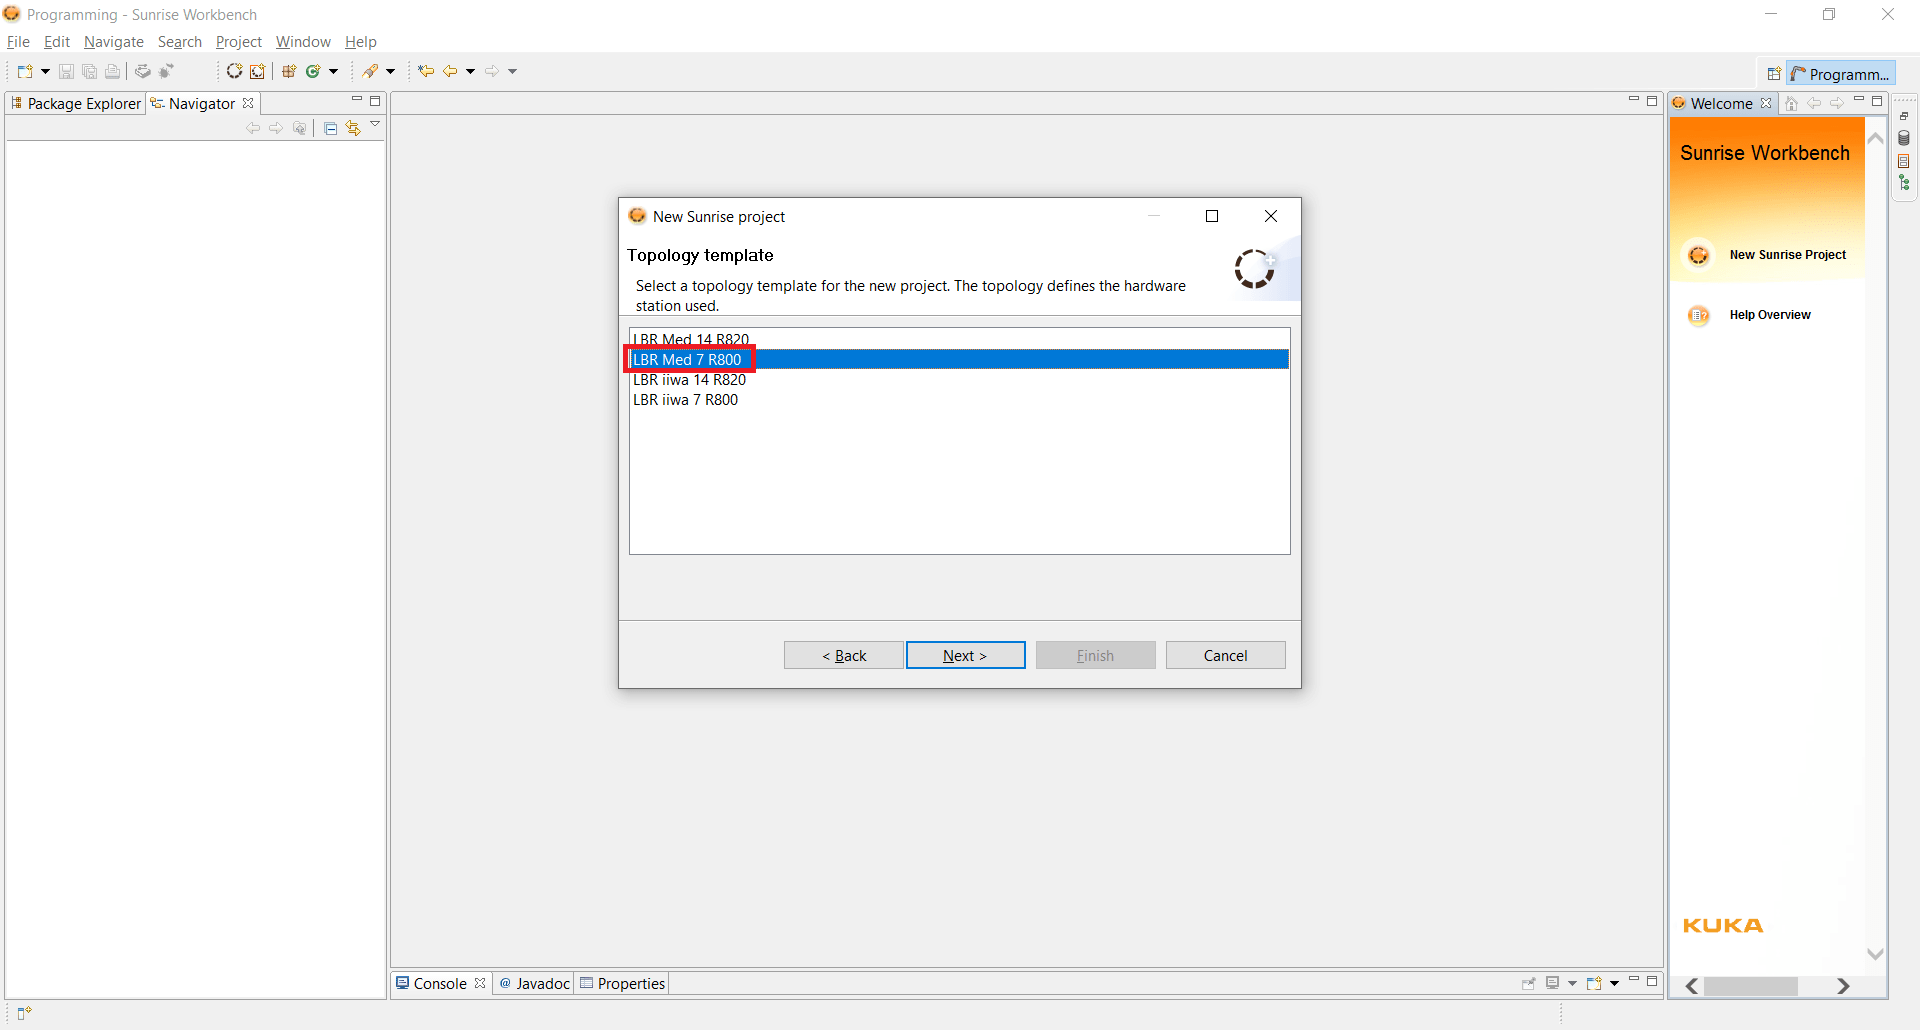 Programming - Sunrise Workbench
File Edit Navigate Search Project Window Help
Programm...
Package Explorer Navigator
Welcome
Sunrise Workbench
New Sunrise Project
Help Overview
KUKA
New Sunrise project
Topology template
Select a topology template for the new project. The topology defines the hardware
station used.
LBR Med 14 R820
LBR Med 7 R800
LBR iiwa 14 R820
LBR iiwa 7 R800
< Back Next > Finish Cancel
Console @ Javadoc Properties